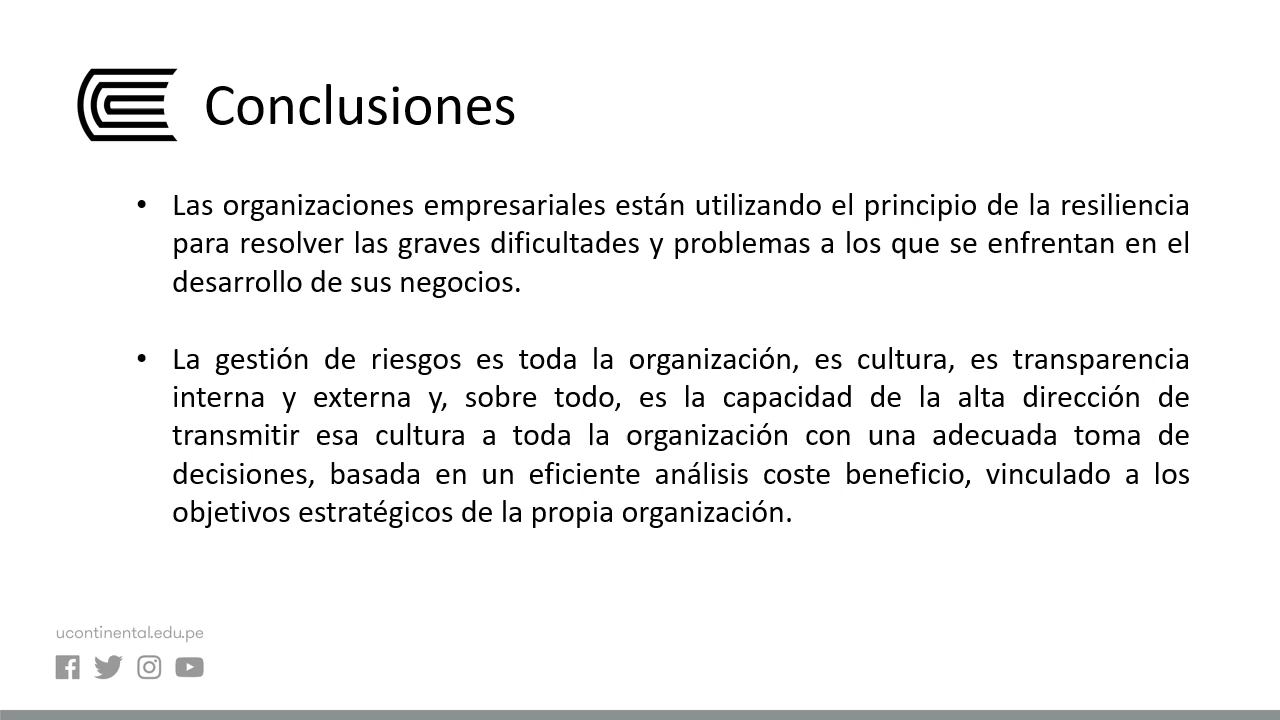 Conclusiones
• Las organizaciones empresariales están utilizando el principio de la resiliencia
para resolver las graves dificultades y problemas a los que se enfrentan en el
desarrollo de sus negocios.
• La gestión de riesgos es toda la organización, es cultura, es transparencia
interna y externa y, sobre todo, es la capacidad de la alta dirección de
transmitir esa cultura a toda la organización con una adecuada toma de
decisiones, basada en un eficiente análisis coste beneficio, vinculado a los
objetivos estratégicos de la propia organización.
ucontinental.edu.pe